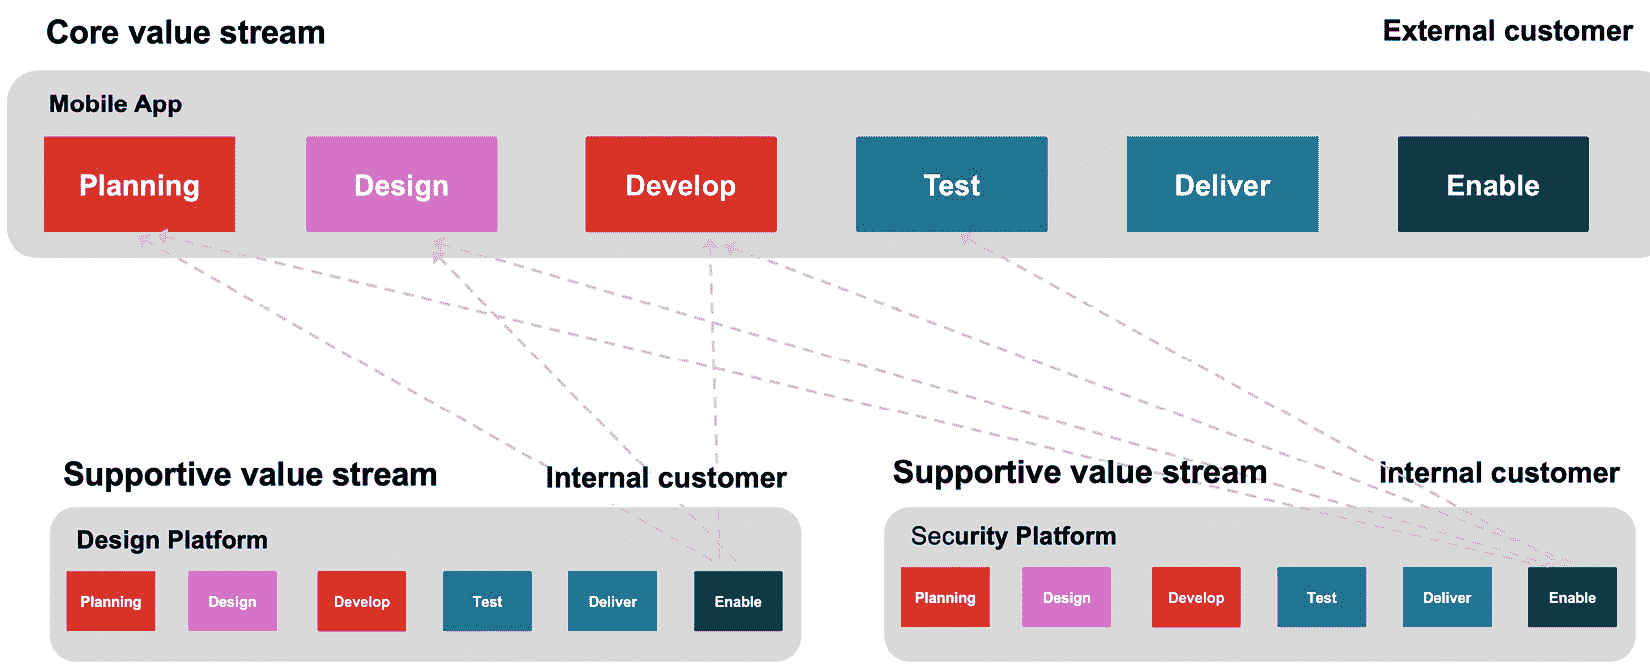 Core value stream
External customer
Mobile App
Planning
Design
Develop
Test
Deliver
Enable
Supportive value stream
Internal customer
Design Platform
Planning
Design
Develop
Test
Deliver
Enable
Supportive value stream
Internal customer
Security Platform
Planning
Design
Develop
Test
Deliver
Enable